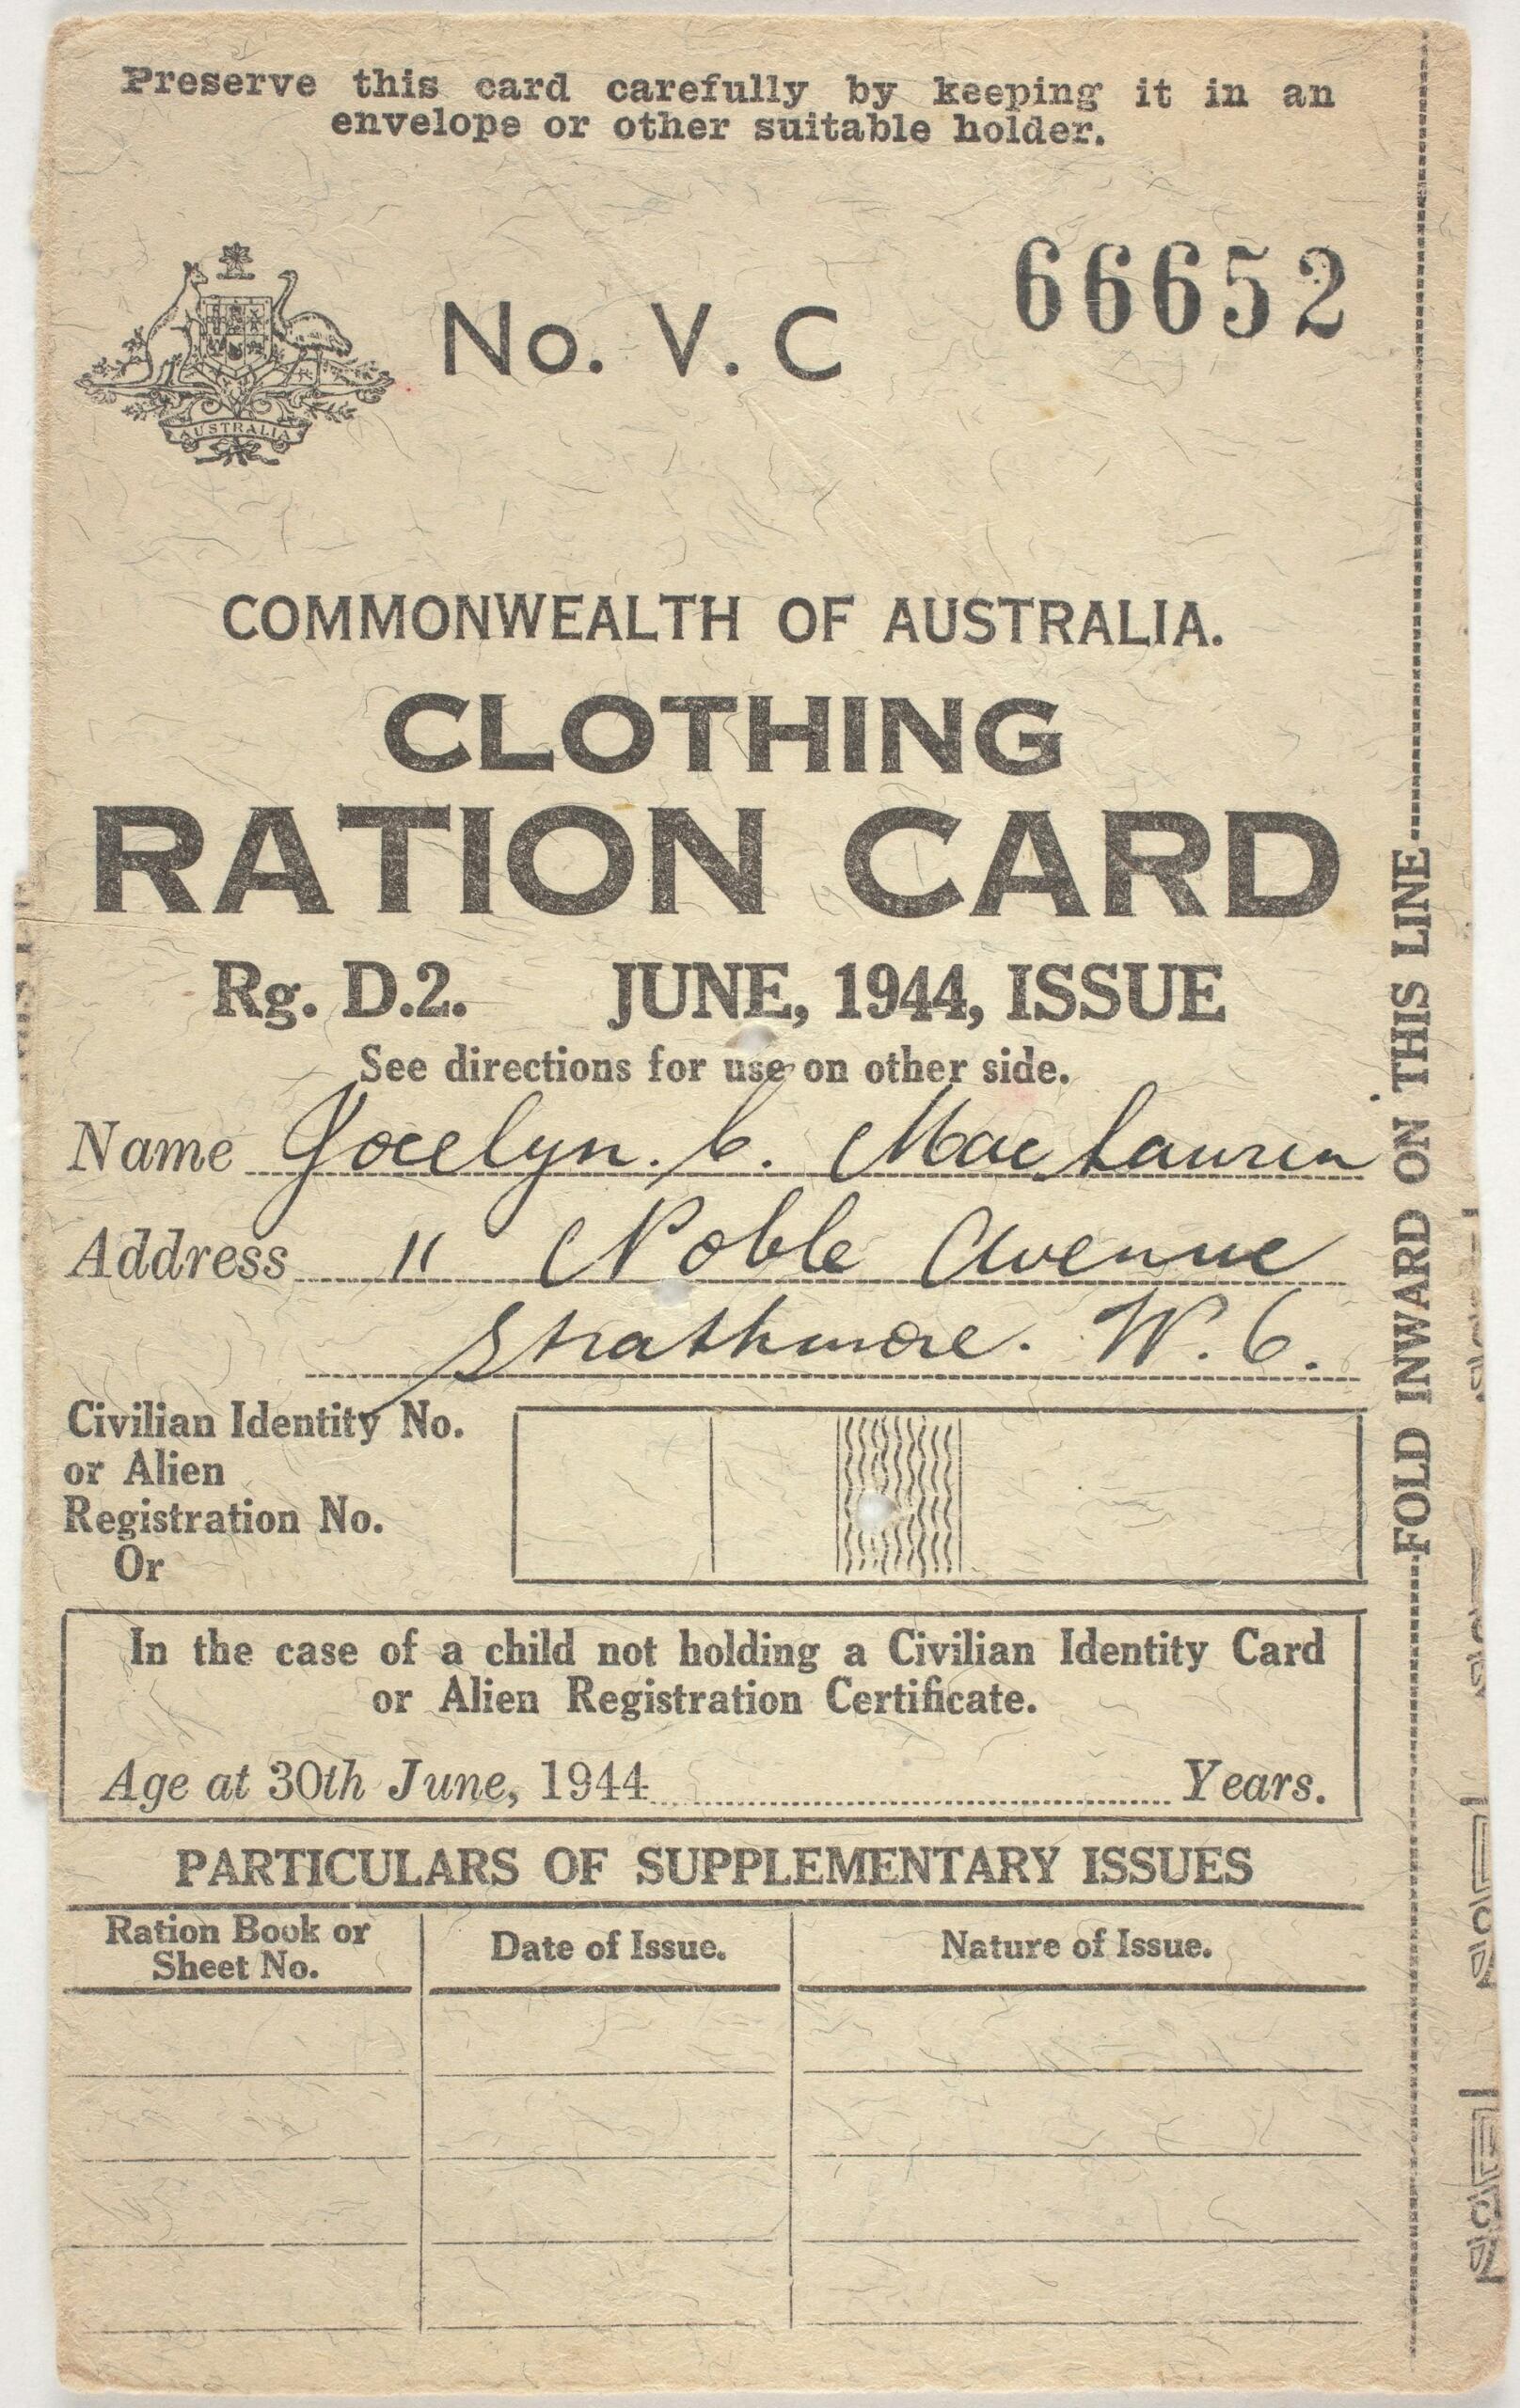 Preserve this card carefully by keeping it in an
envelope or other suitable holder.
66652
No. V. C
AUSTRALIA
COMMONWEALTH OF AUSTRALIA.
CLOTHING
RATION CARD
Rg. D.2. JUNE, 1944, ISSUE
See directions for use on other side.
Name Jocelyn. C. MacLaurin
Address 11 Noble Avenue
Strathmore. W. 6.
Civilian Identity No.
or Alien
Registration No.
Or
In the case of a child not holding a Civilian Identity Card
or Alien Registration Certificate.
Age at 30th June, 1944 Years.
PARTICULARS OF SUPPLEMENTARY ISSUES
Ration Book or
Sheet No.
Date of Issue.
Nature of Issue.
FOLD INWARD ON THIS LINE